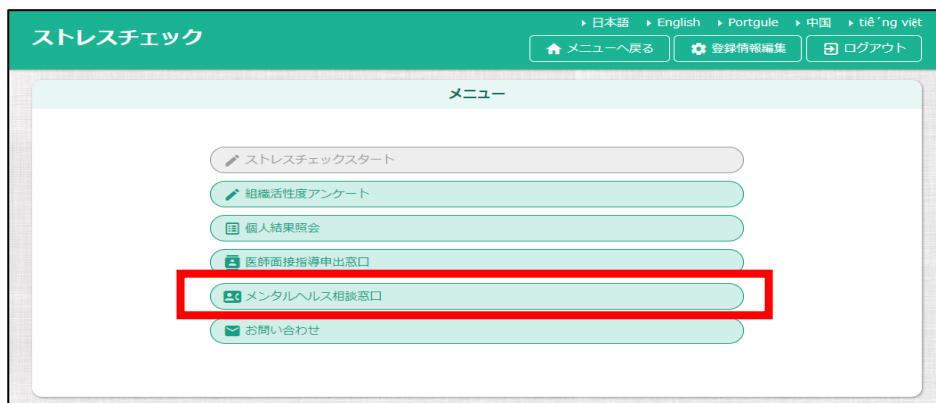 日本語 English Portgule 中国 tiê´ng việt
ストレスチェック
メニューへ戻る 登録情報編集 ログアウト
メニュー
ストレスチェックスタート
組織活性度アンケート
個人結果照会
医師面接指導申出窓口
メンタルヘルス相談窓口
お問い合わせ